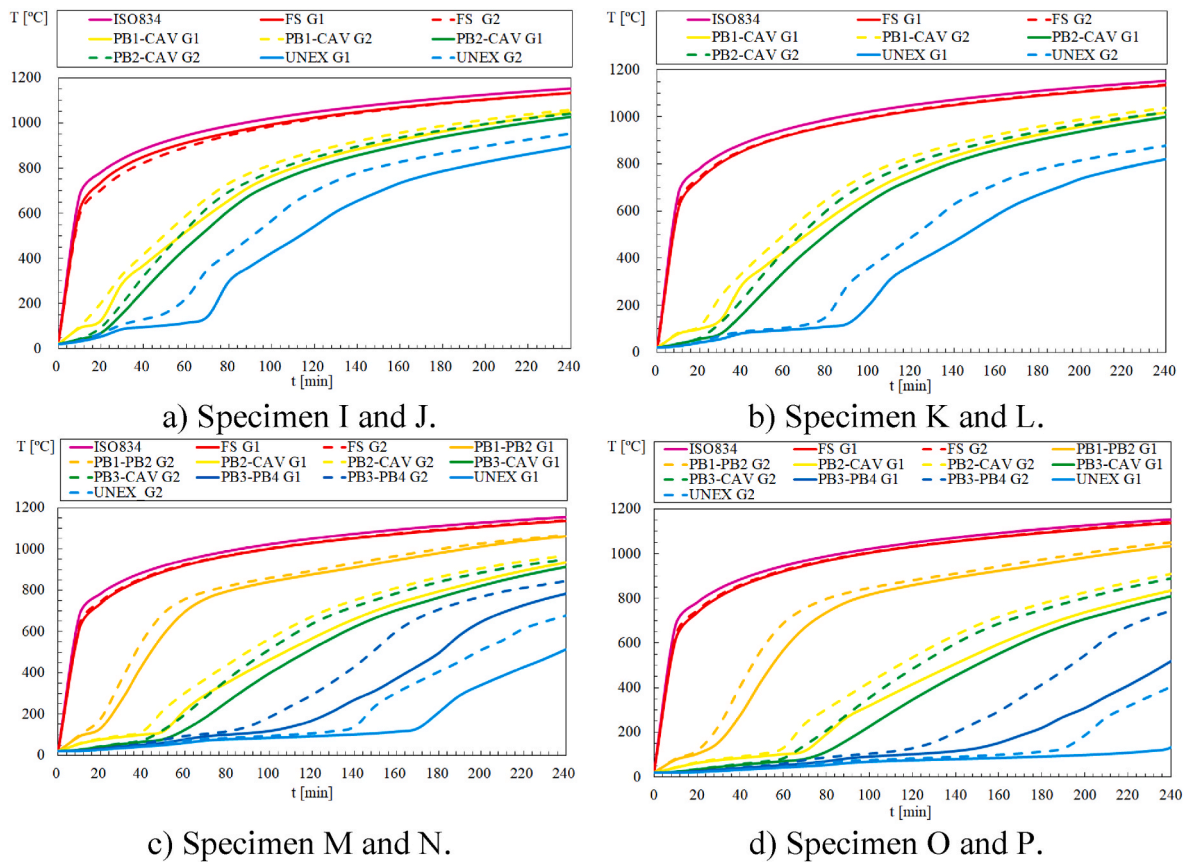 T [ºC]
ISO834 FS G1 FS G2
PB1-CAV G1 PB1-CAV G2 PB2-CAV G1
PB2-CAV G2 UNEX G1 UNEX G2
1200
1000
800
600
400
200
0
0 20 40 60 80 100 120 140 160 180 200 220 240
t [min]
a) Specimen I and J.
T [ºC]
ISO834 FS G1 FS G2
PB1-CAV G1 PB1-CAV G2 PB2-CAV G1
PB2-CAV G2 UNEX G1 UNEX G2
1200
1000
800
600
400
200
0
0 20 40 60 80 100 120 140 160 180 200 220 240
t [min]
b) Specimen K and L.
T [ºC]
ISO834 FS G1 FS G2 PB1-PB2 G1
PB1-PB2 G2 PB2-CAV G1 PB2-CAV G2 PB3-CAV G1
PB3-CAV G2 PB3-PB4 G1 PB3-PB4 G2 UNEX G1
UNEX_G2
1200
1000
800
600
400
200
0
0 20 40 60 80 100 120 140 160 180 200 220 240
t [min]
c) Specimen M and N.
T [ºC]
ISO834 FS G1 FS G2 PB1-PB2 G1
PB1-PB2 G2 PB2-CAV G1 PB2-CAV G2 PB3-CAV G1
PB3-CAV G2 PB3-PB4 G1 PB3-PB4 G2 UNEX G1
UNEX G2
1200
1000
800
600
400
200
0
0 20 40 60 80 100 120 140 160 180 200 220 240
t [min]
d) Specimen O and P.